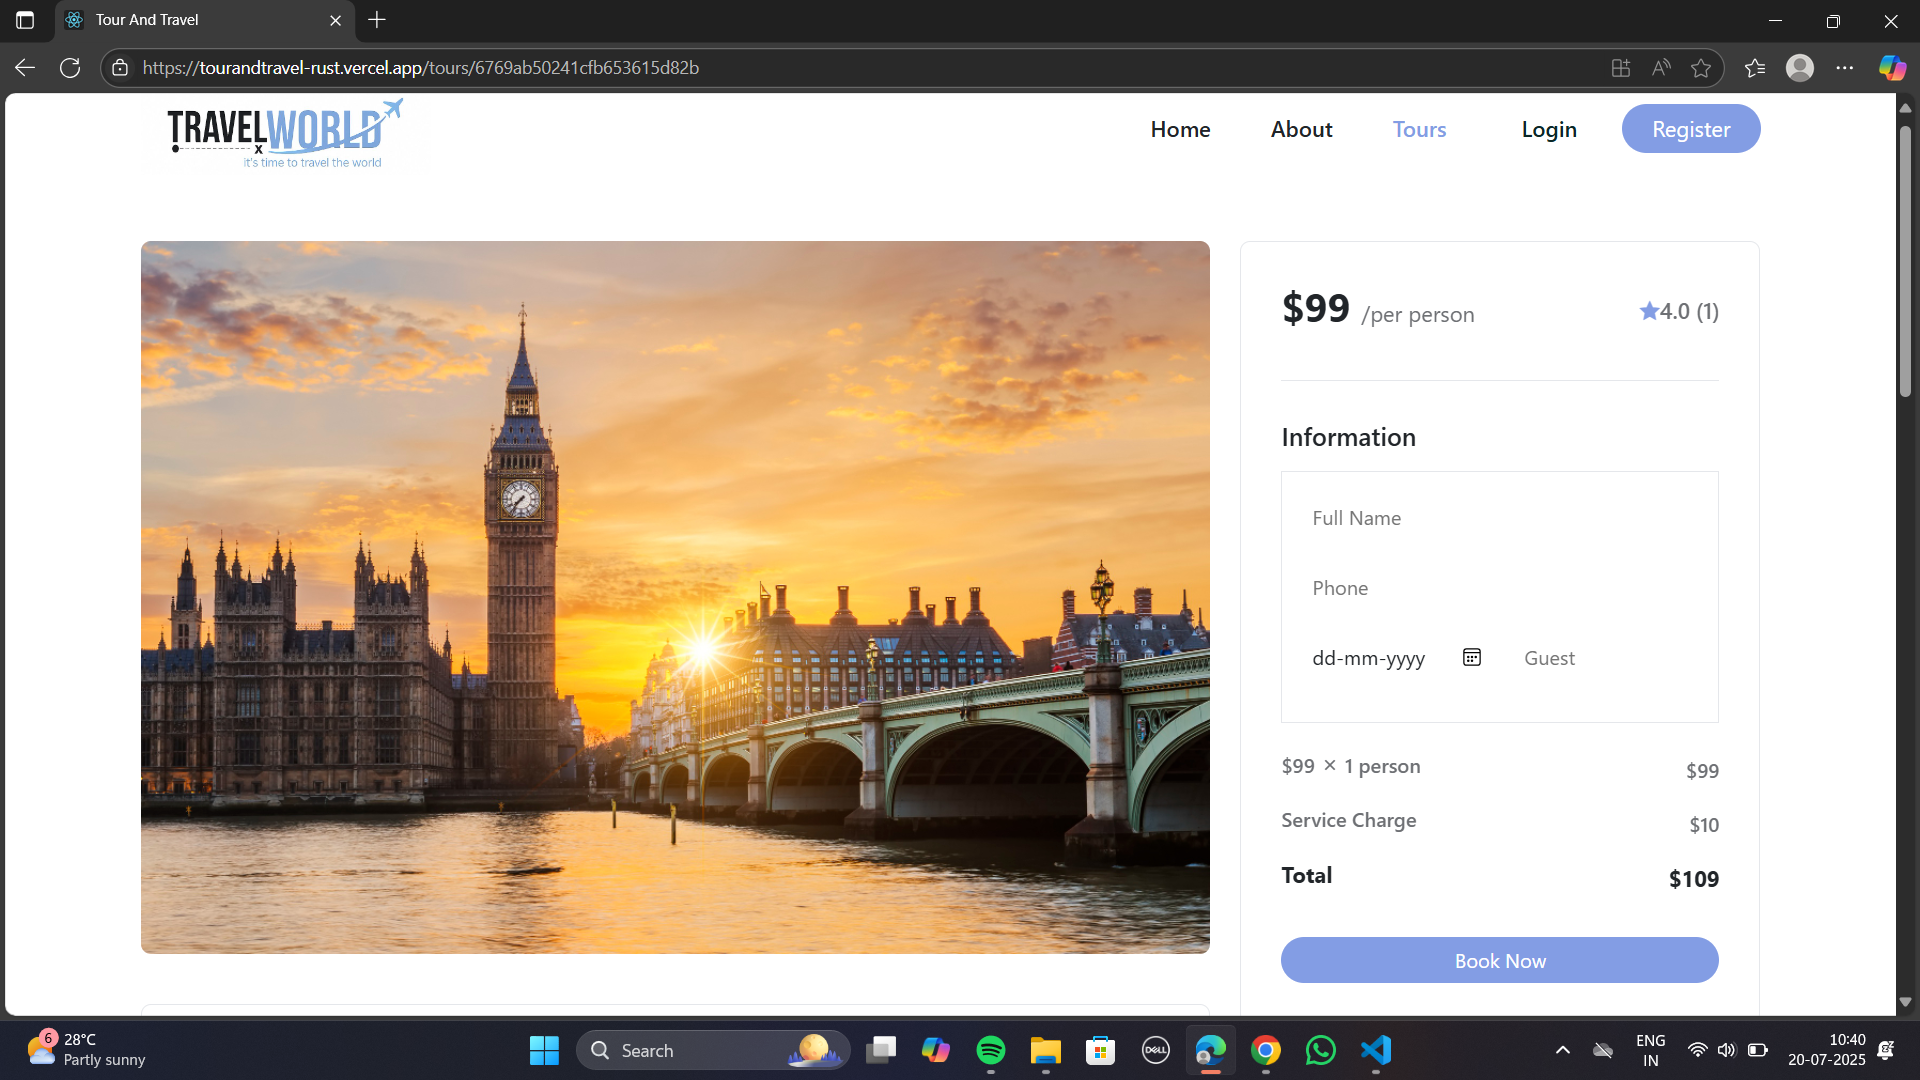 Tour And Travel
https://tourandtravel-rust.vercel.app/tours/6769ab50241cfb653615d82b
TRAVELWORLD
x
it's time to travel the world
Home
About
Tours
Login
Register
$99 /per person
4.0 (1)
Information
Full Name
Phone
dd-mm-yyyy
Guest
$99 × 1 person
$99
Service Charge
$10
Total
$109
Book Now
6
28°C
Partly sunny
Search
DELL
ENG
IN
10:40
20-07-2025